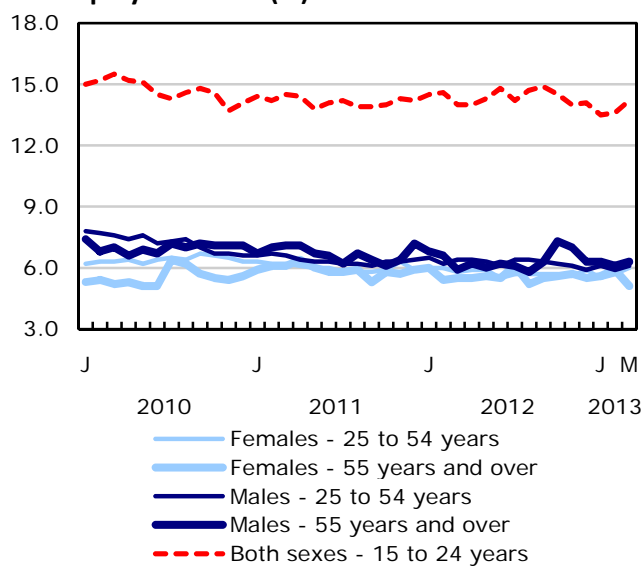 18.0
15.0
12.0
9.0
6.0
3.0
J J J J M
2010 2011 2012 2013
Females - 25 to 54 years
Females - 55 years and over
Males - 25 to 54 years
Males - 55 years and over
Both sexes - 15 to 24 years